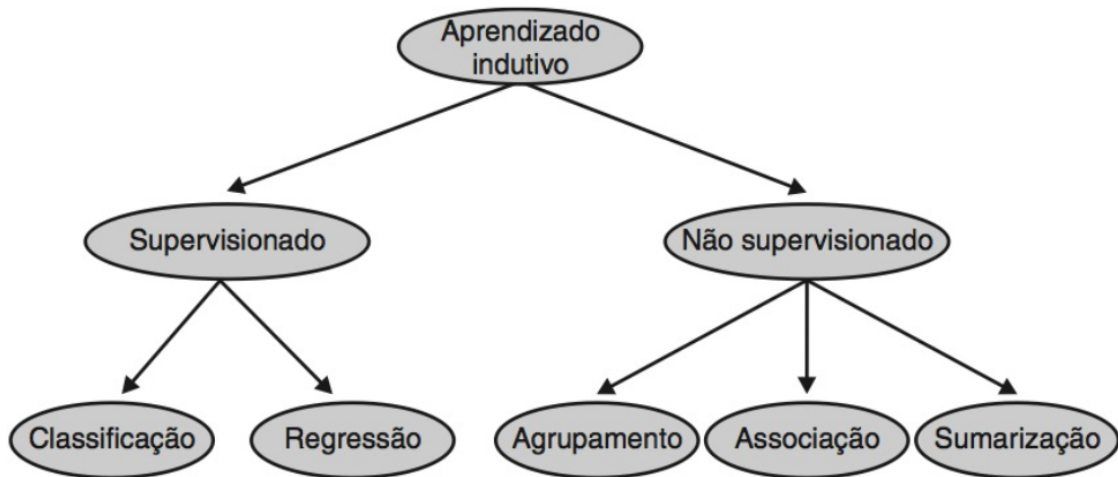 Aprendizado
indutivo
Supervisionado
Não supervisionado
Classificação
Regressão
Agrupamento
Associação
Sumarização